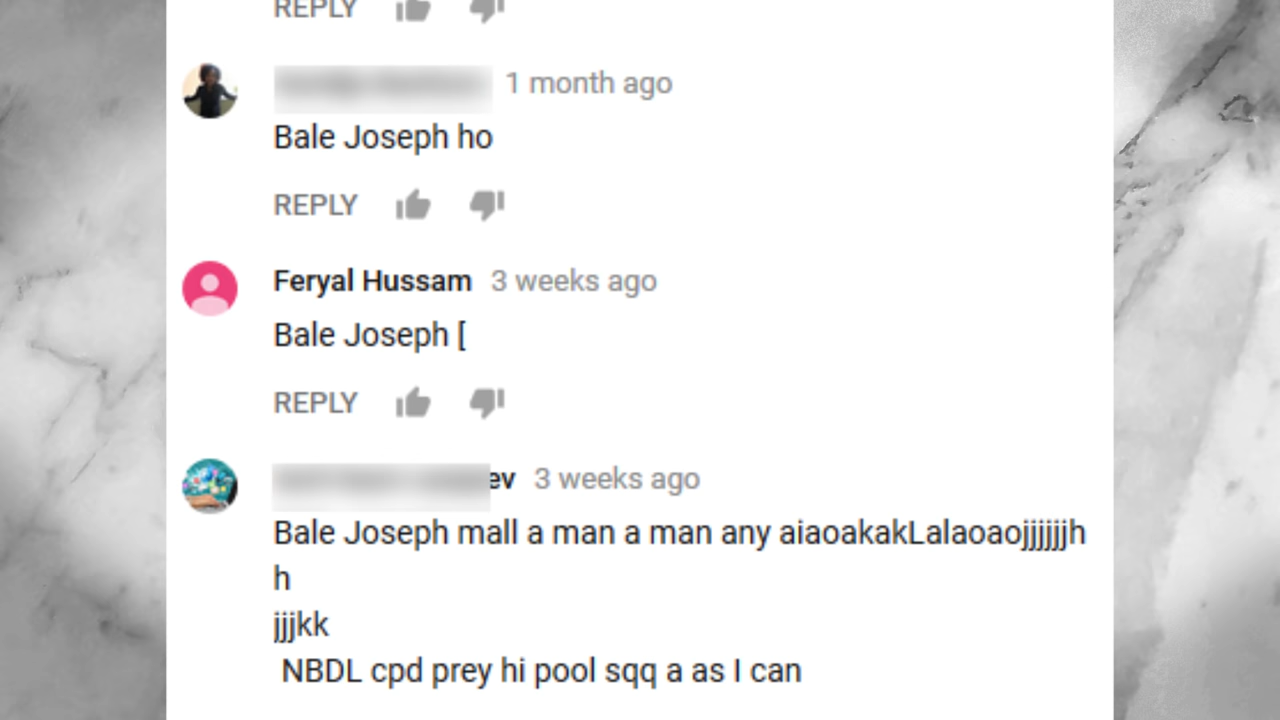 REPLY
1 month ago
Bale Joseph ho
REPLY
Feryal Hussam 3 weeks ago
Bale Joseph [
REPLY
ev 3 weeks ago
Bale Joseph mall a man a man any aiaoakakLalaoaojjjjjjh
h
jjjkk
NBDL cpd prey hi pool sqq a as I can